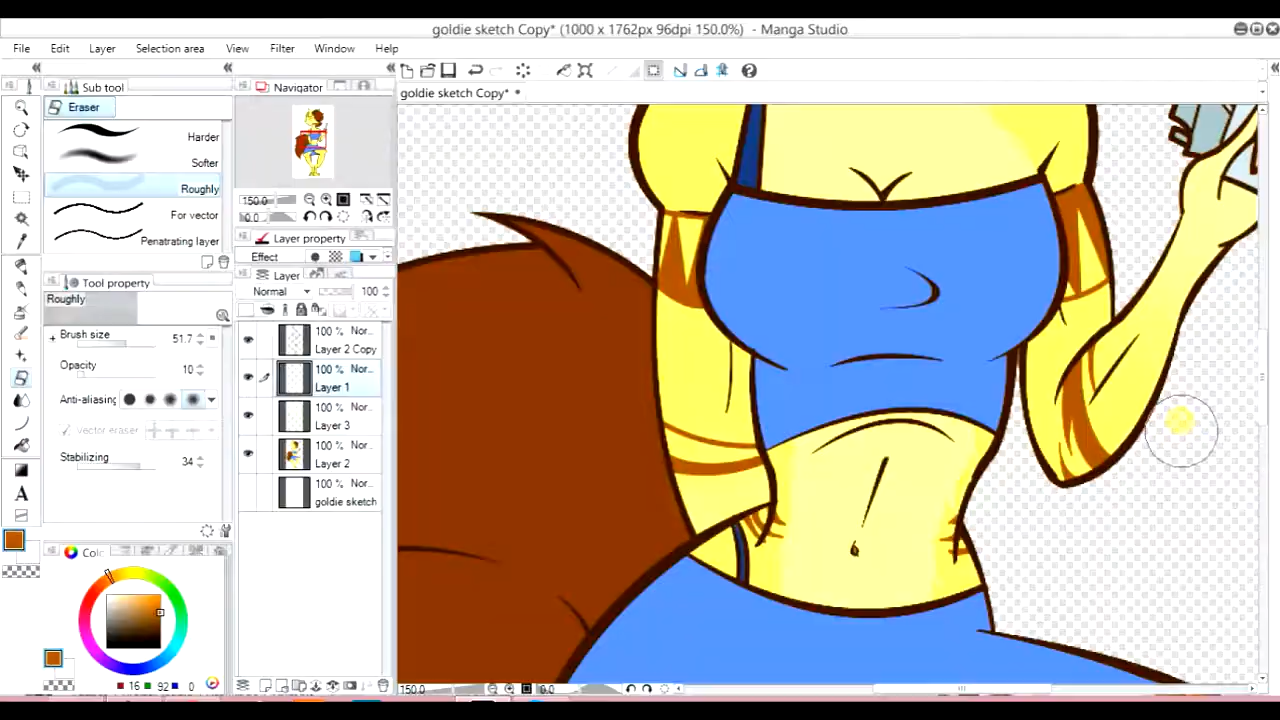 goldie sketch Copy* (1000 x 1762px 96dpi 150.0%) - Manga Studio
File Edit Layer Selection area View Filter Window Help
Sub tool
Navigator
goldie sketch Copy*
Eraser
Harder
Softer
Roughly
For vector
Penetrating layer
150.0
0.0
Layer property
Effect
Layer
Normal 100
Tool property
Roughly
Brush size 51.7
Opacity 10
Anti-aliasing
Vector eraser
Stabilizing 34
100 % Nor...
Layer 2 Copy
100 % Nor...
Layer 1
100 % Nor...
Layer 3
100 % Nor...
Layer 2
100 % Nor...
goldie sketch
A
16 92 0
150.0 0.0